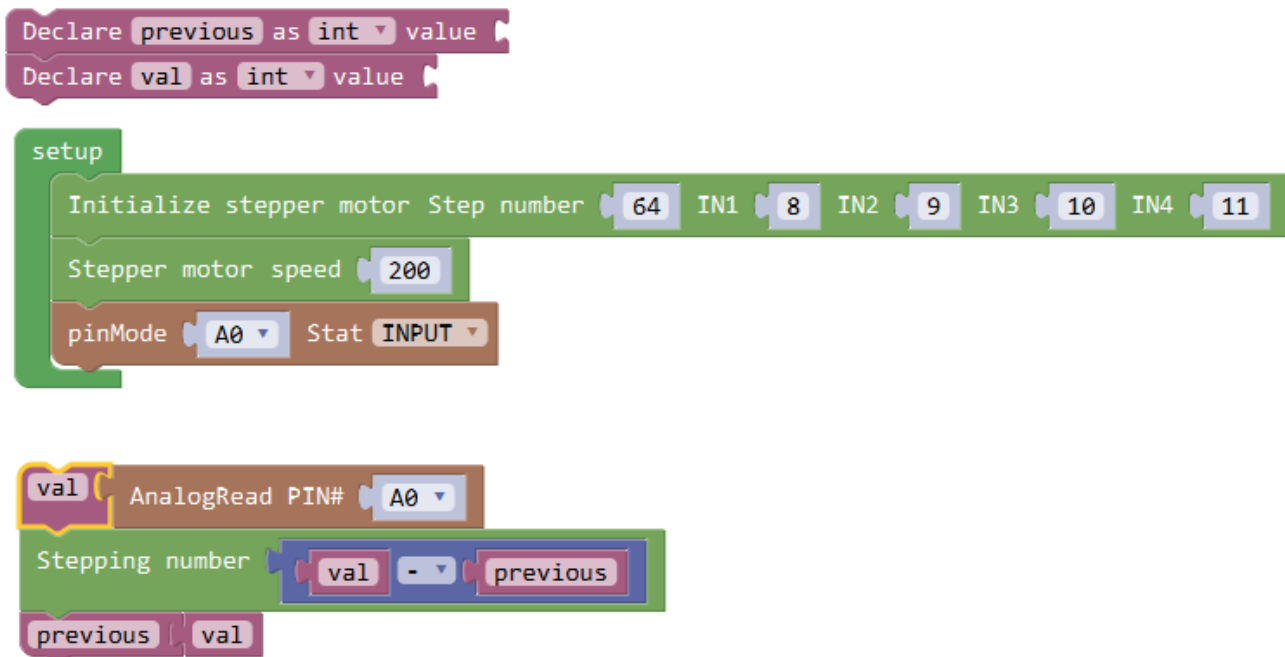 Declare previous as int value
Declare val as int value
setup
Initialize stepper motor Step number 64 IN1 8 IN2 9 IN3 10 IN4 11
Stepper motor speed 200
pinMode A0 Stat INPUT
val AnalogRead PIN# A0
Stepping number val - previous
previous val